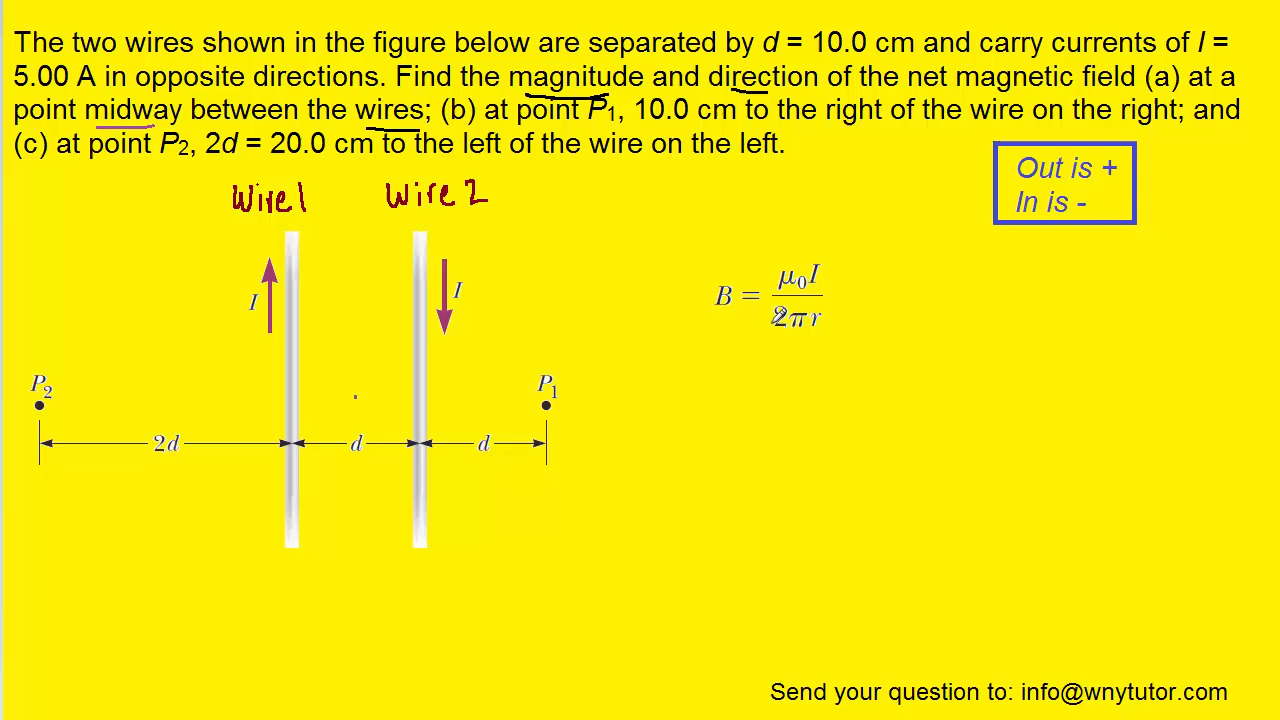 The two wires shown in the figure below are separated by d = 10.0 cm and carry currents of I =
5.00 A in opposite directions. Find the magnitude and direction of the net magnetic field (a) at a
point midway between the wires; (b) at point P₁, 10.0 cm to the right of the wire on the right; and
(c) at point P₂, 2d = 20.0 cm to the left of the wire on the left.
Out is +
In is -
Wire 1
Wire 2
I
I
B = μ₀I / 2πr
P₂
P₁
2d
d
d
Send your question to: info@wnytutor.com